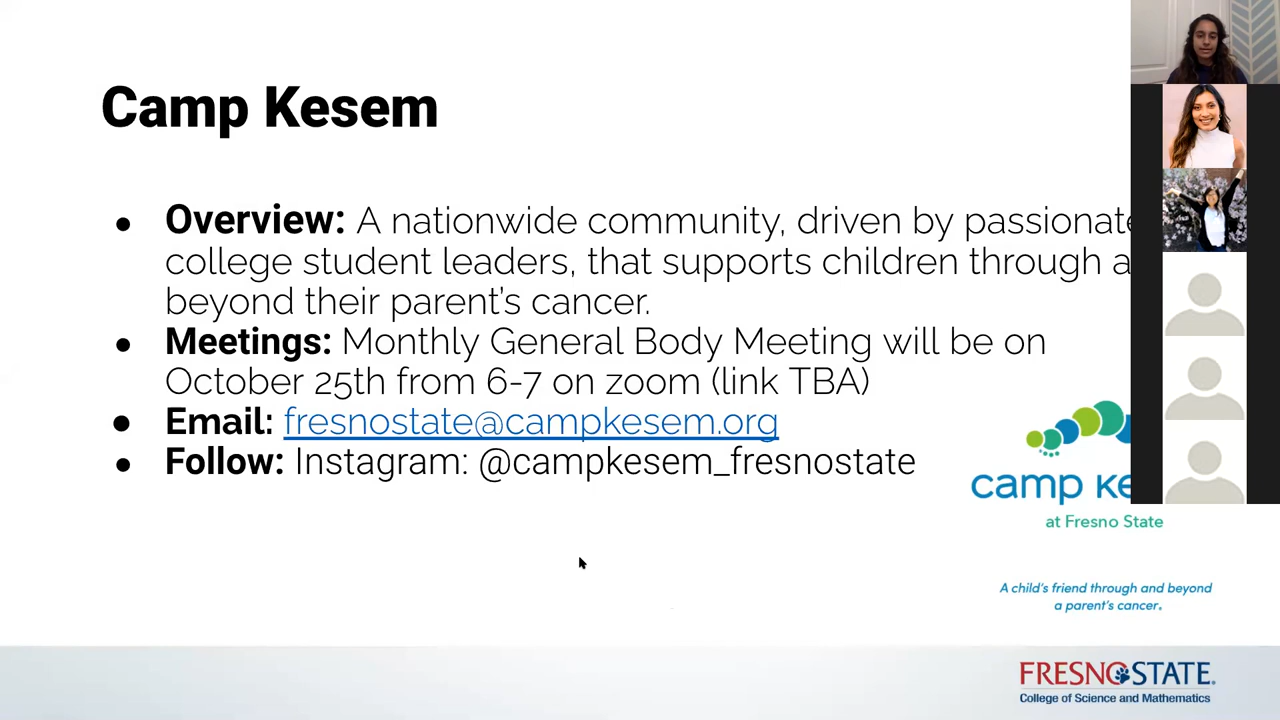 Camp Kesem
● Overview: A nationwide community, driven by passionate
college student leaders, that supports children through a
beyond their parent's cancer.
● Meetings: Monthly General Body Meeting will be on
October 25th from 6-7 on zoom (link TBA)
● Email: fresnostate@campkesem.org
● Follow: Instagram: @campkesem_fresnostate
camp ke
at Fresno State
A child's friend through and beyond
a parent's cancer.
FRESNO STATE.
College of Science and Mathematics